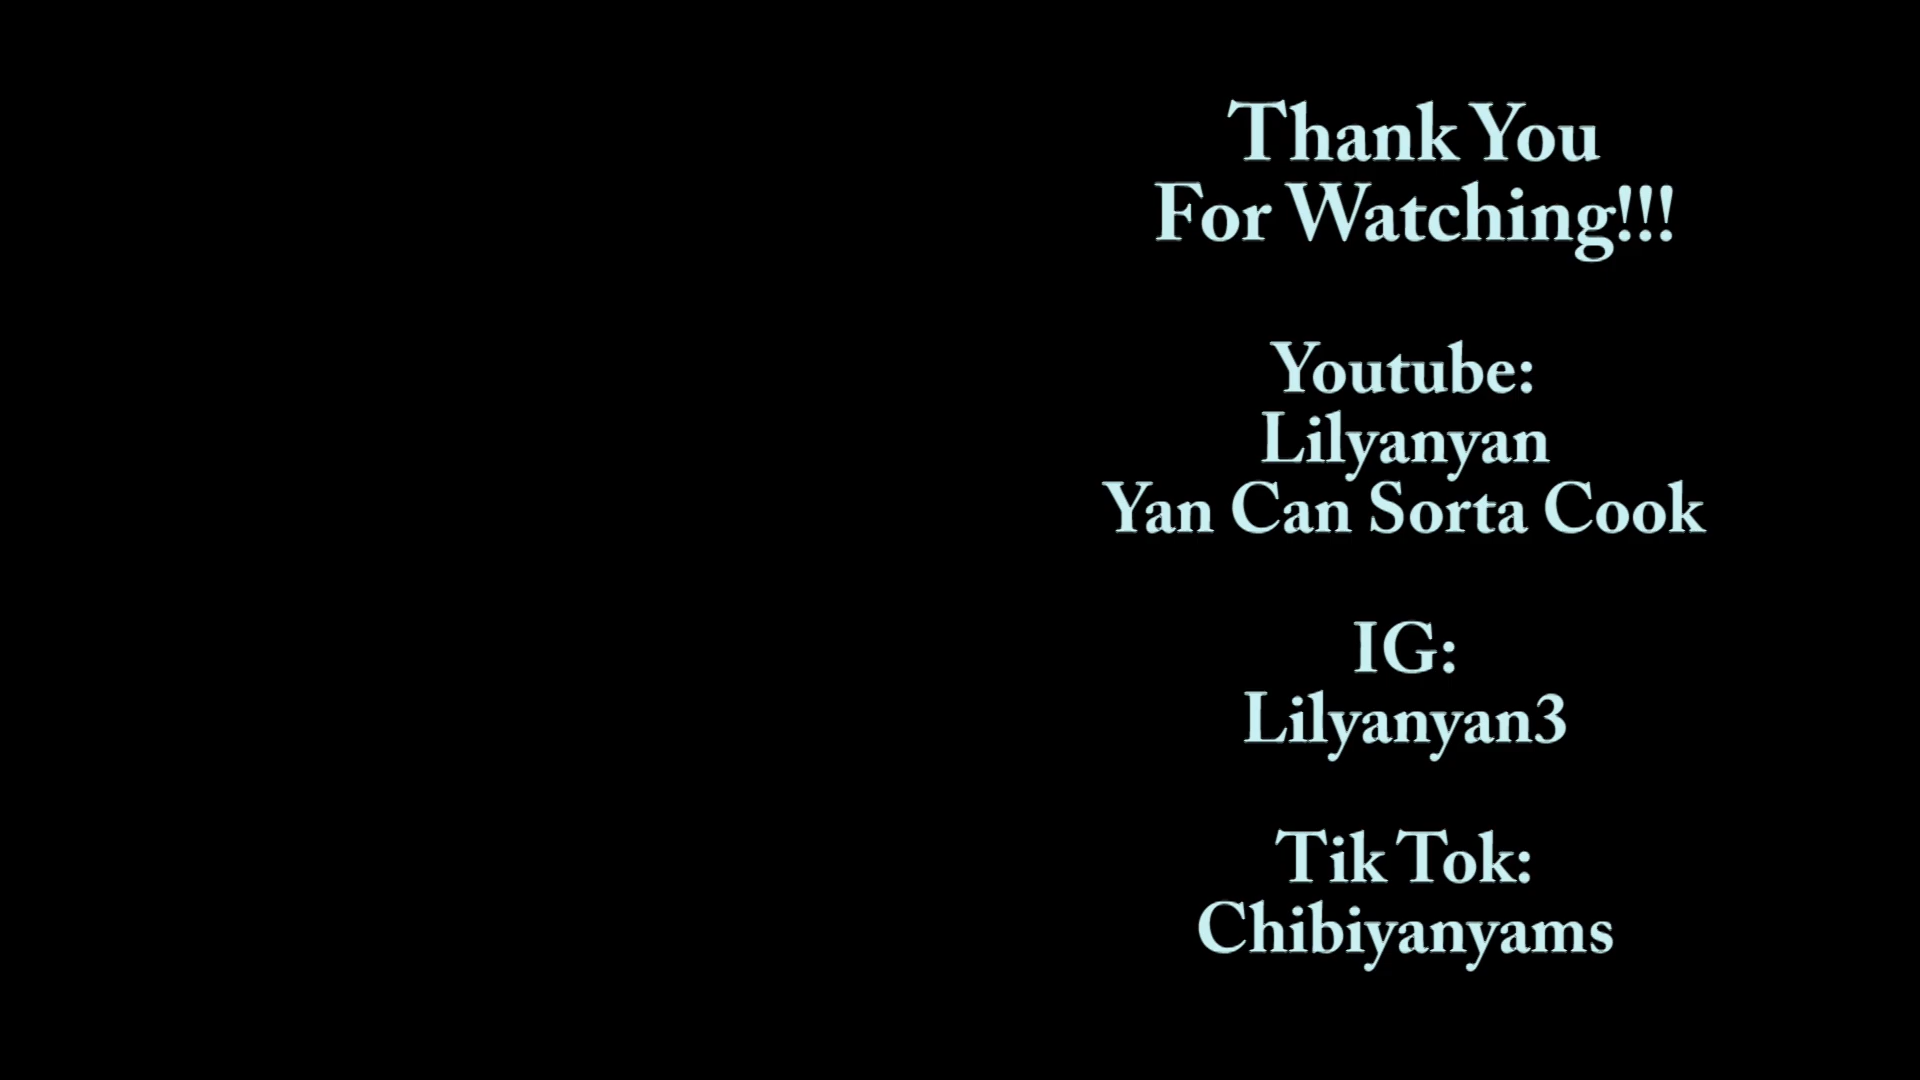 Thank You
For Watching!!!
Youtube:
Lilyanyan
Yan Can Sorta Cook
IG:
Lilyanyan3
Tik Tok:
Chibiyanyams